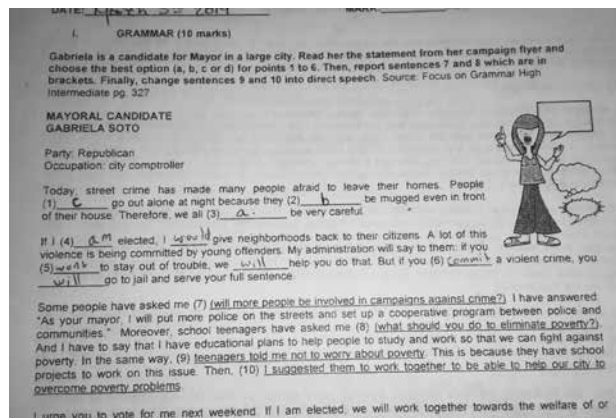 DATE: March 2019
I. GRAMMAR (10 marks)
Gabriela is a candidate for Mayor in a large city. Read her the statement from her campaign flyer and
choose the best option (a, b, c or d) for points 1 to 6. Then, report sentences 7 and 8 which are in
brackets. Finally, change sentences 9 and 10 into direct speech. Source: Focus on Grammar High
Intermediate pg. 327
MAYORAL CANDIDATE
GABRIELA SOTO
Party: Republican
Occupation: city comptroller
Today, street crime has made many people afraid to leave their homes. People
(1) c go out alone at night because they (2) b be mugged even in front
of their house. Therefore, we all (3) a. be very careful.
If I (4) am elected, I would give neighborhoods back to their citizens. A lot of this
violence is being committed by young offenders. My administration will say to them: if you
(5) want to stay out of trouble, we will help you do that. But if you (6) commit a violent crime, you
will go to jail and serve your full sentence.
Some people have asked me (7) (will more people be involved in campaigns against crime?). I have answered
"As your mayor, I will put more police on the streets and set up a cooperative program between police and
communities." Moreover, school teenagers have asked me (8) (what should you do to eliminate poverty?).
And I have to say that I have educational plans to help people to study and work so that we can fight against
poverty. In the same way, (9) teenagers told me not to worry about poverty. This is because they have school
projects to work on this issue. Then, (10) I suggested them to work together to be able to help our city to
overcome poverty problems.
I urge you to vote for me next weekend. If I am elected, we will work together towards the welfare of or